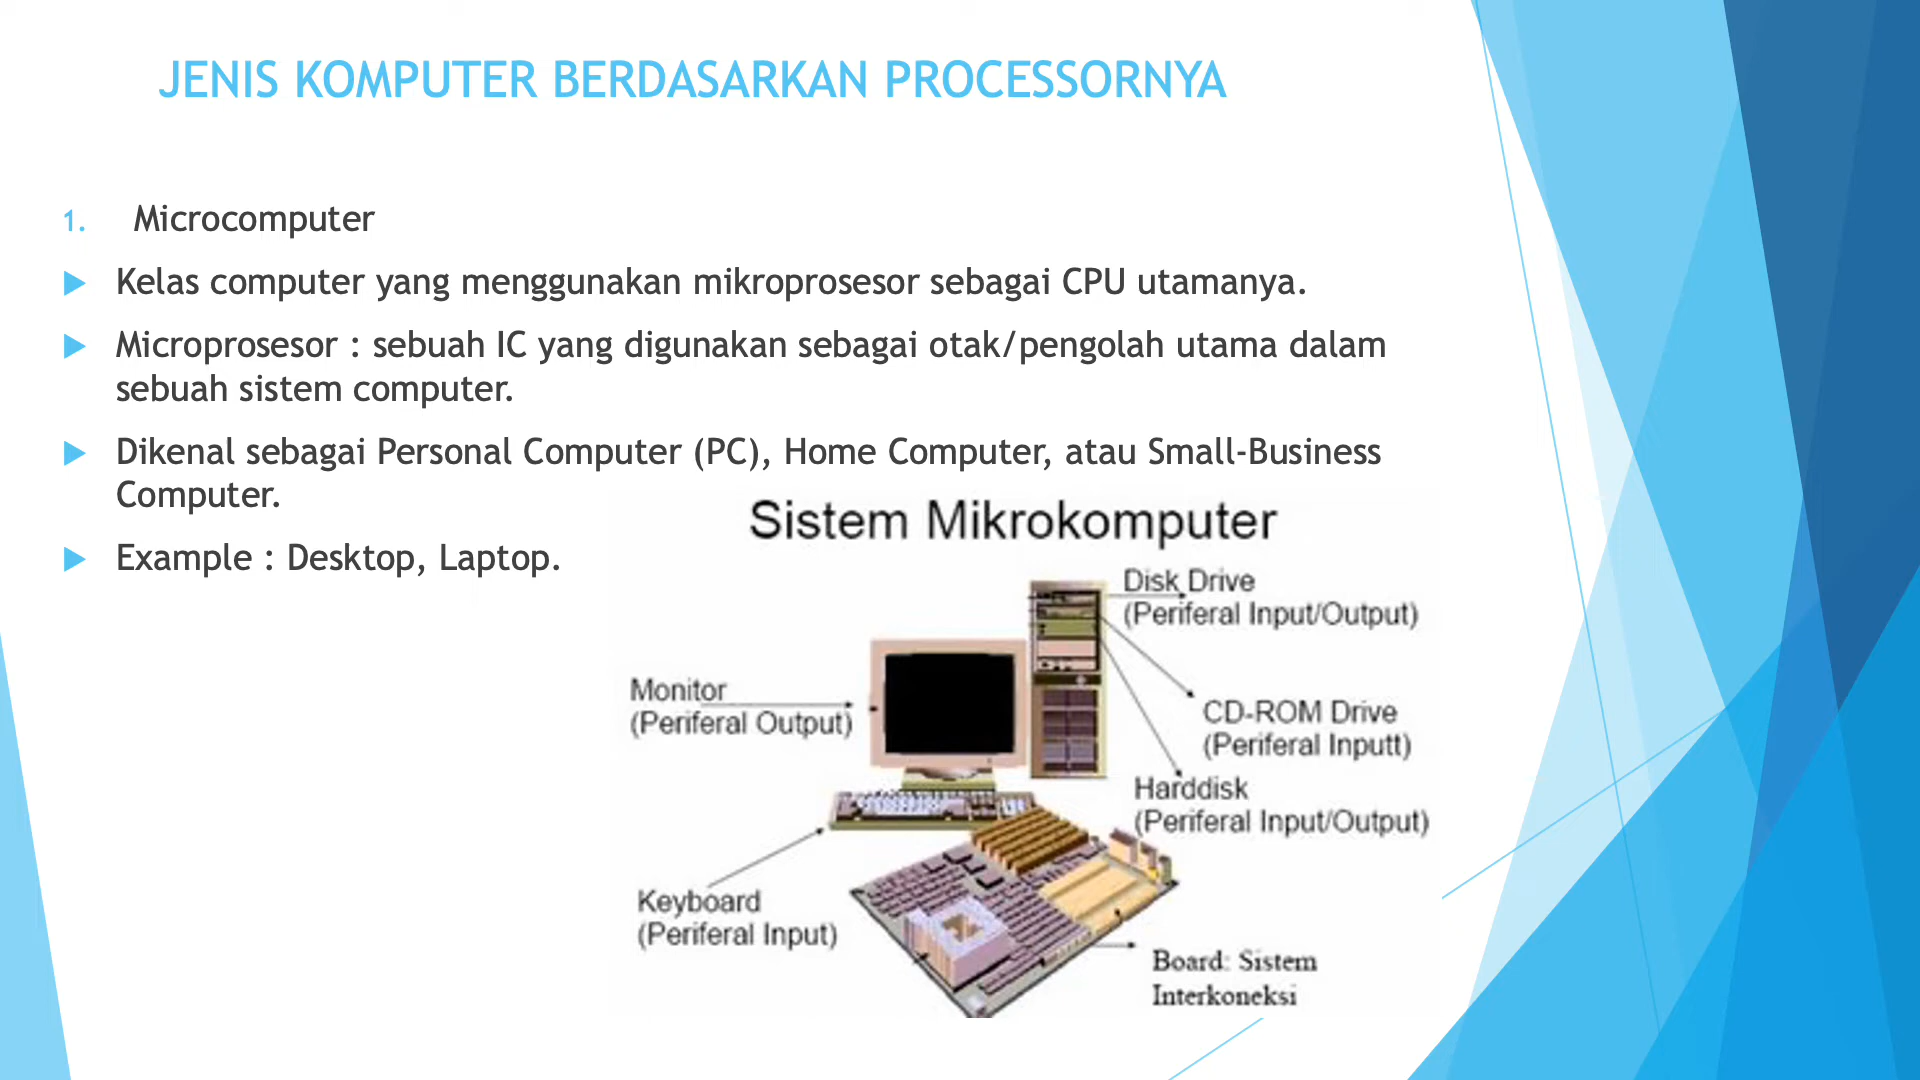 JENIS KOMPUTER BERDASARKAN PROCESSORNYA
1. Microcomputer
Kelas computer yang menggunakan mikroprosesor sebagai CPU utamanya.
Microprosesor : sebuah IC yang digunakan sebagai otak/pengolah utama dalam
sebuah sistem computer.
Dikenal sebagai Personal Computer (PC), Home Computer, atau Small-Business
Computer.
Example : Desktop, Laptop.
Sistem Mikrokomputer
Disk Drive
(Periferal Input/Output)
Monitor
(Periferal Output)
CD-ROM Drive
(Periferal Inputt)
Harddisk
(Periferal Input/Output)
Keyboard
(Periferal Input)
Board: Sistem
Interkoneksi